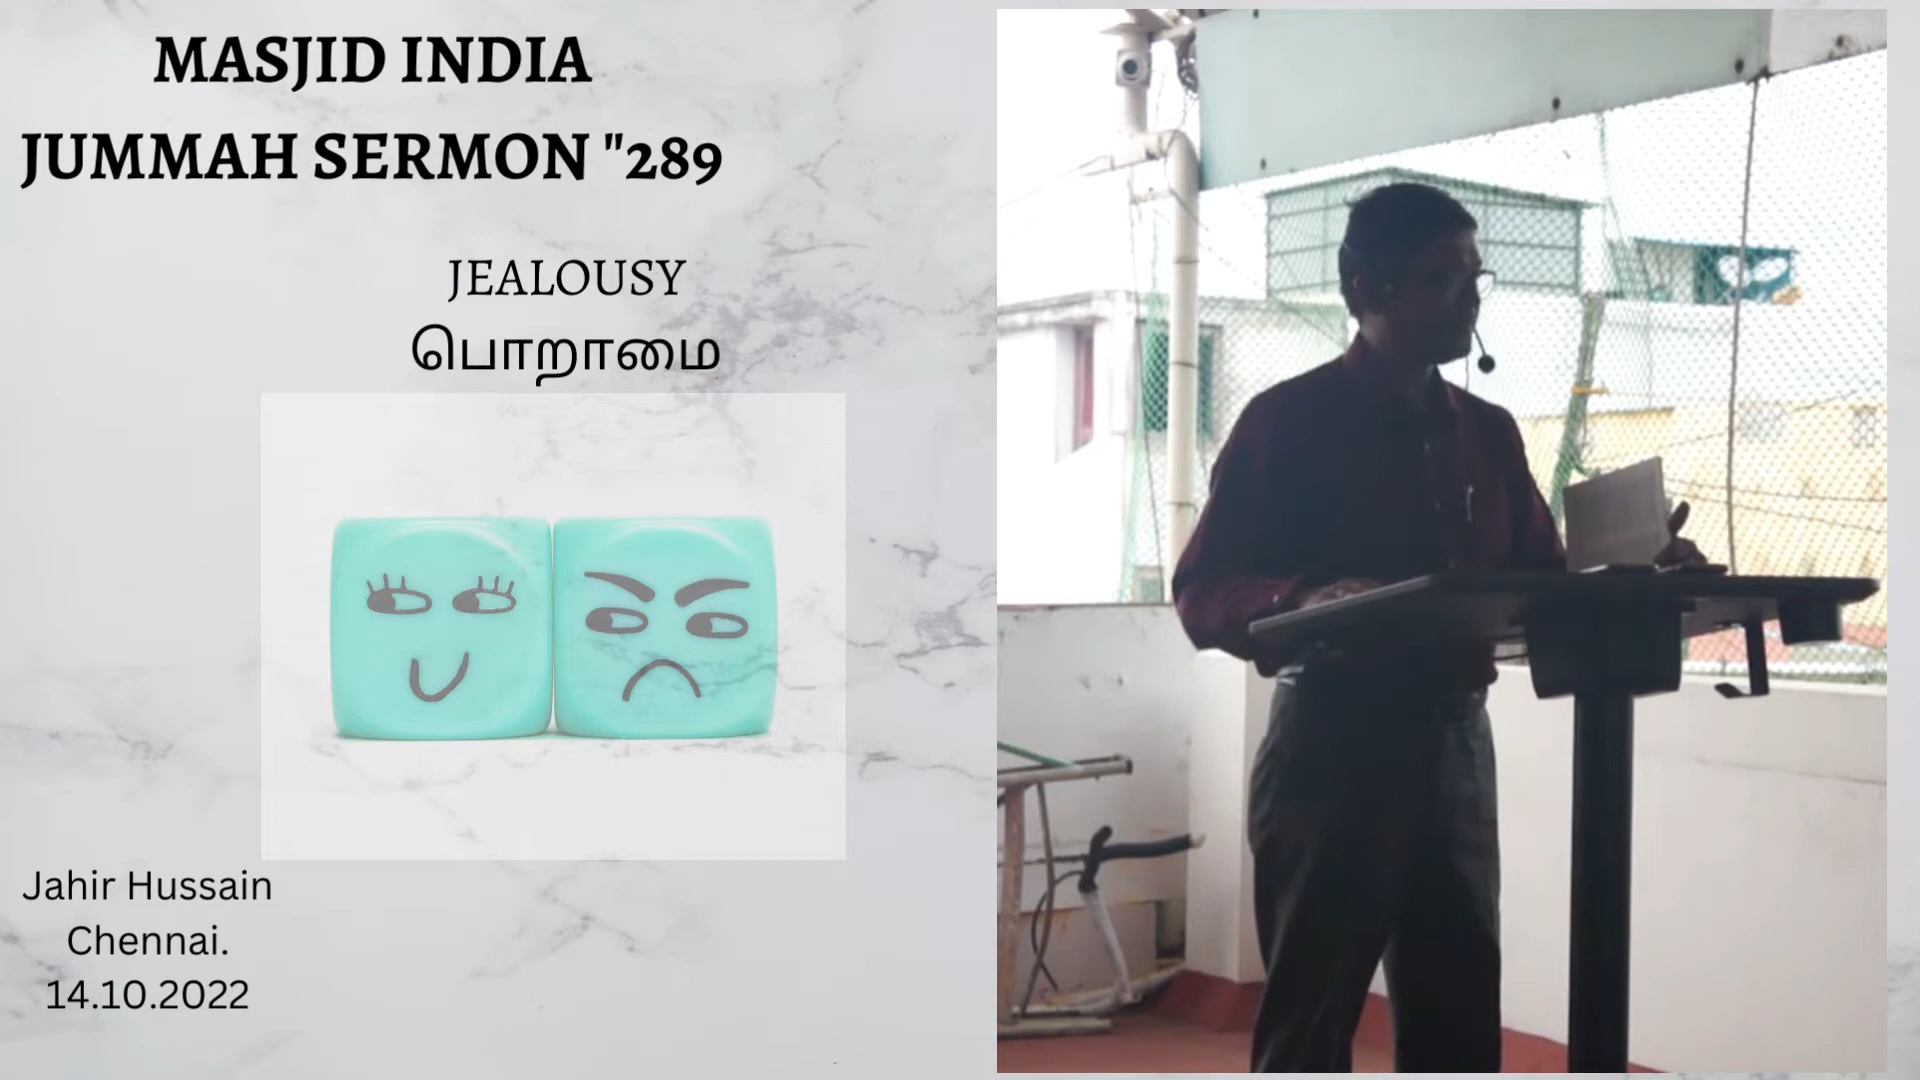 MASJID INDIA
JUMMAH SERMON "289
JEALOUSY
பொறாமை
Jahir Hussain
Chennai.
14.10.2022